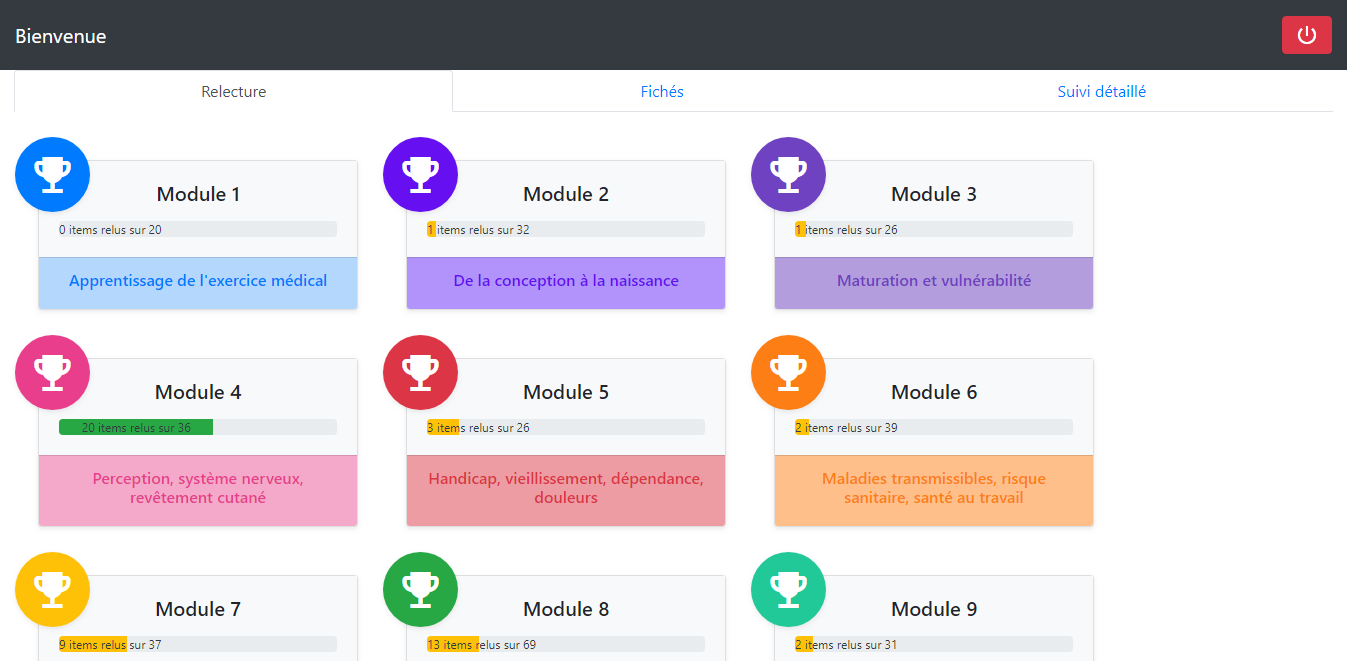 Bienvenue
Relecture
Fichés
Suivi détaillé
Module 1
0 items relus sur 20
Apprentissage de l'exercice médical
Module 2
1 items relus sur 32
De la conception à la naissance
Module 3
1 items relus sur 26
Maturation et vulnérabilité
Module 4
20 items relus sur 36
Perception, système nerveux,
revêtement cutané
Module 5
3 items relus sur 26
Handicap, vieillissement, dépendance,
douleurs
Module 6
2 items relus sur 39
Maladies transmissibles, risque
sanitaire, santé au travail
Module 7
9 items relus sur 37
Module 8
13 items relus sur 69
Module 9
2 items relus sur 31